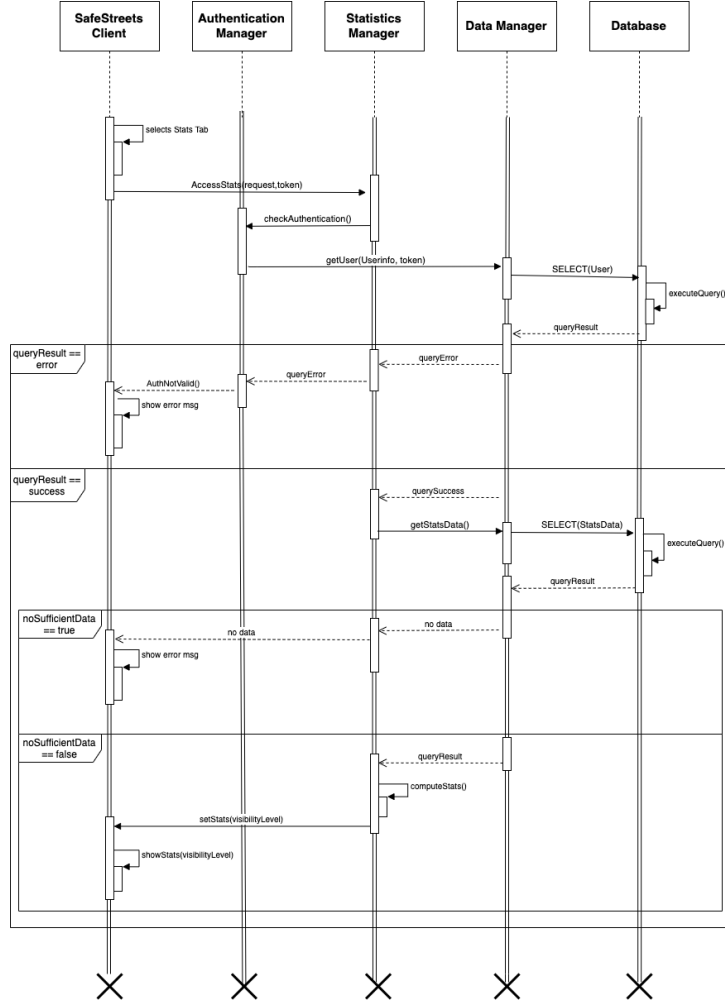 SafeStreets
Client
Authentication
Manager
Statistics
Manager
Data Manager
Database
selects Stats Tab
AccessStats(request,token)
checkAuthentication()
getUser(Userinfo, token)
SELECT(User)
executeQuery()
queryResult
queryResult ==
error
queryError
queryError
AuthNotValid()
show error msg
queryResult ==
success
querySuccess
getStatsData()
SELECT(StatsData)
executeQuery()
queryResult
noSufficientData
== true
no data
no data
show error msg
noSufficientData
== false
queryResult
computeStats()
setStats(visibilityLevel)
showStats(visibilityLevel)